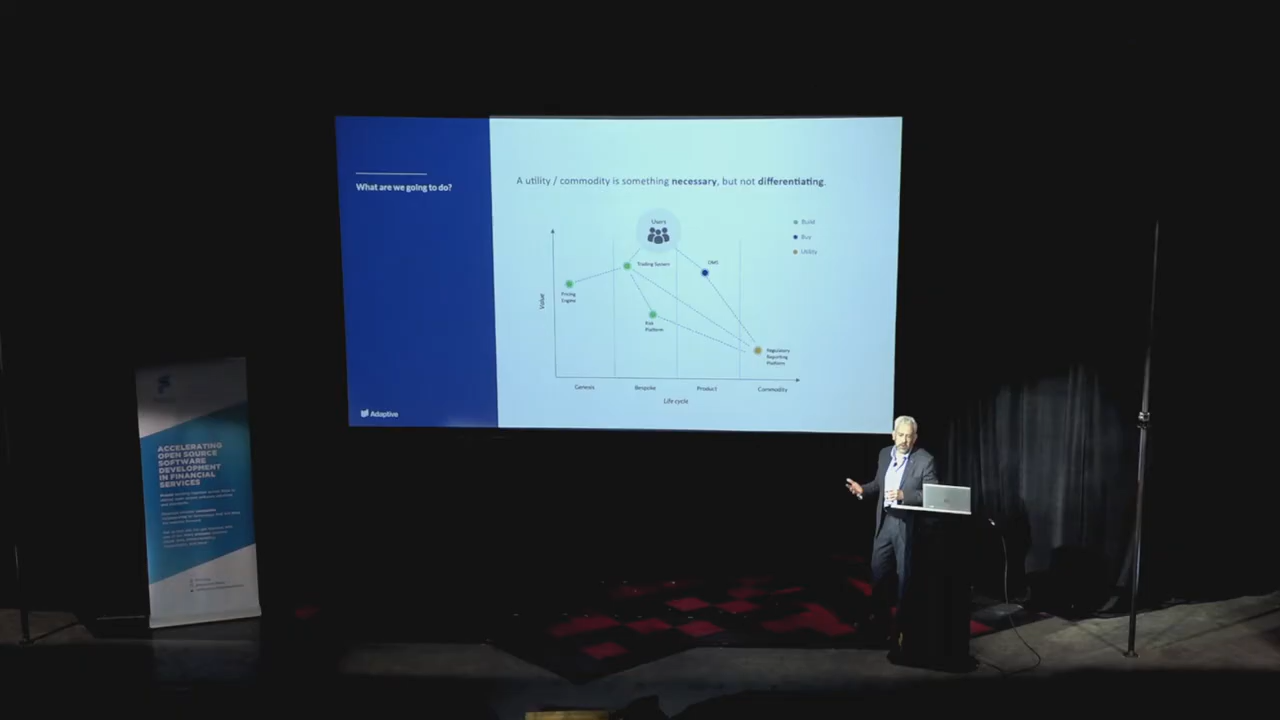 What are we going to do?
A utility / commodity is something necessary, but not differentiating.
Users
Build
Buy
Utility
Trading System
OMS
Pricing
Engine
Value
Risk
Platform
Regulatory
Reporting
Platform
Genesis
Bespoke
Product
Commodity
Life cycle
Adaptive
ACCELERATING
OPEN SOURCE
SOFTWARE
DEVELOPMENT
IN FINANCIAL
SERVICES